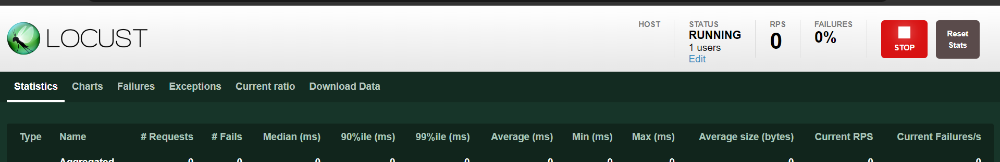 LOCUST
HOST
STATUS
RUNNING
1 users
Edit
RPS
0
FAILURES
0%
STOP
Reset
Stats
Statistics Charts Failures Exceptions Current ratio Download Data
Type Name # Requests # Fails Median (ms) 90%ile (ms) 99%ile (ms) Average (ms) Min (ms) Max (ms) Average size (bytes) Current RPS Current Failures/s
Aggregated 0 0 0 0 0 0 0 0 0 0 0